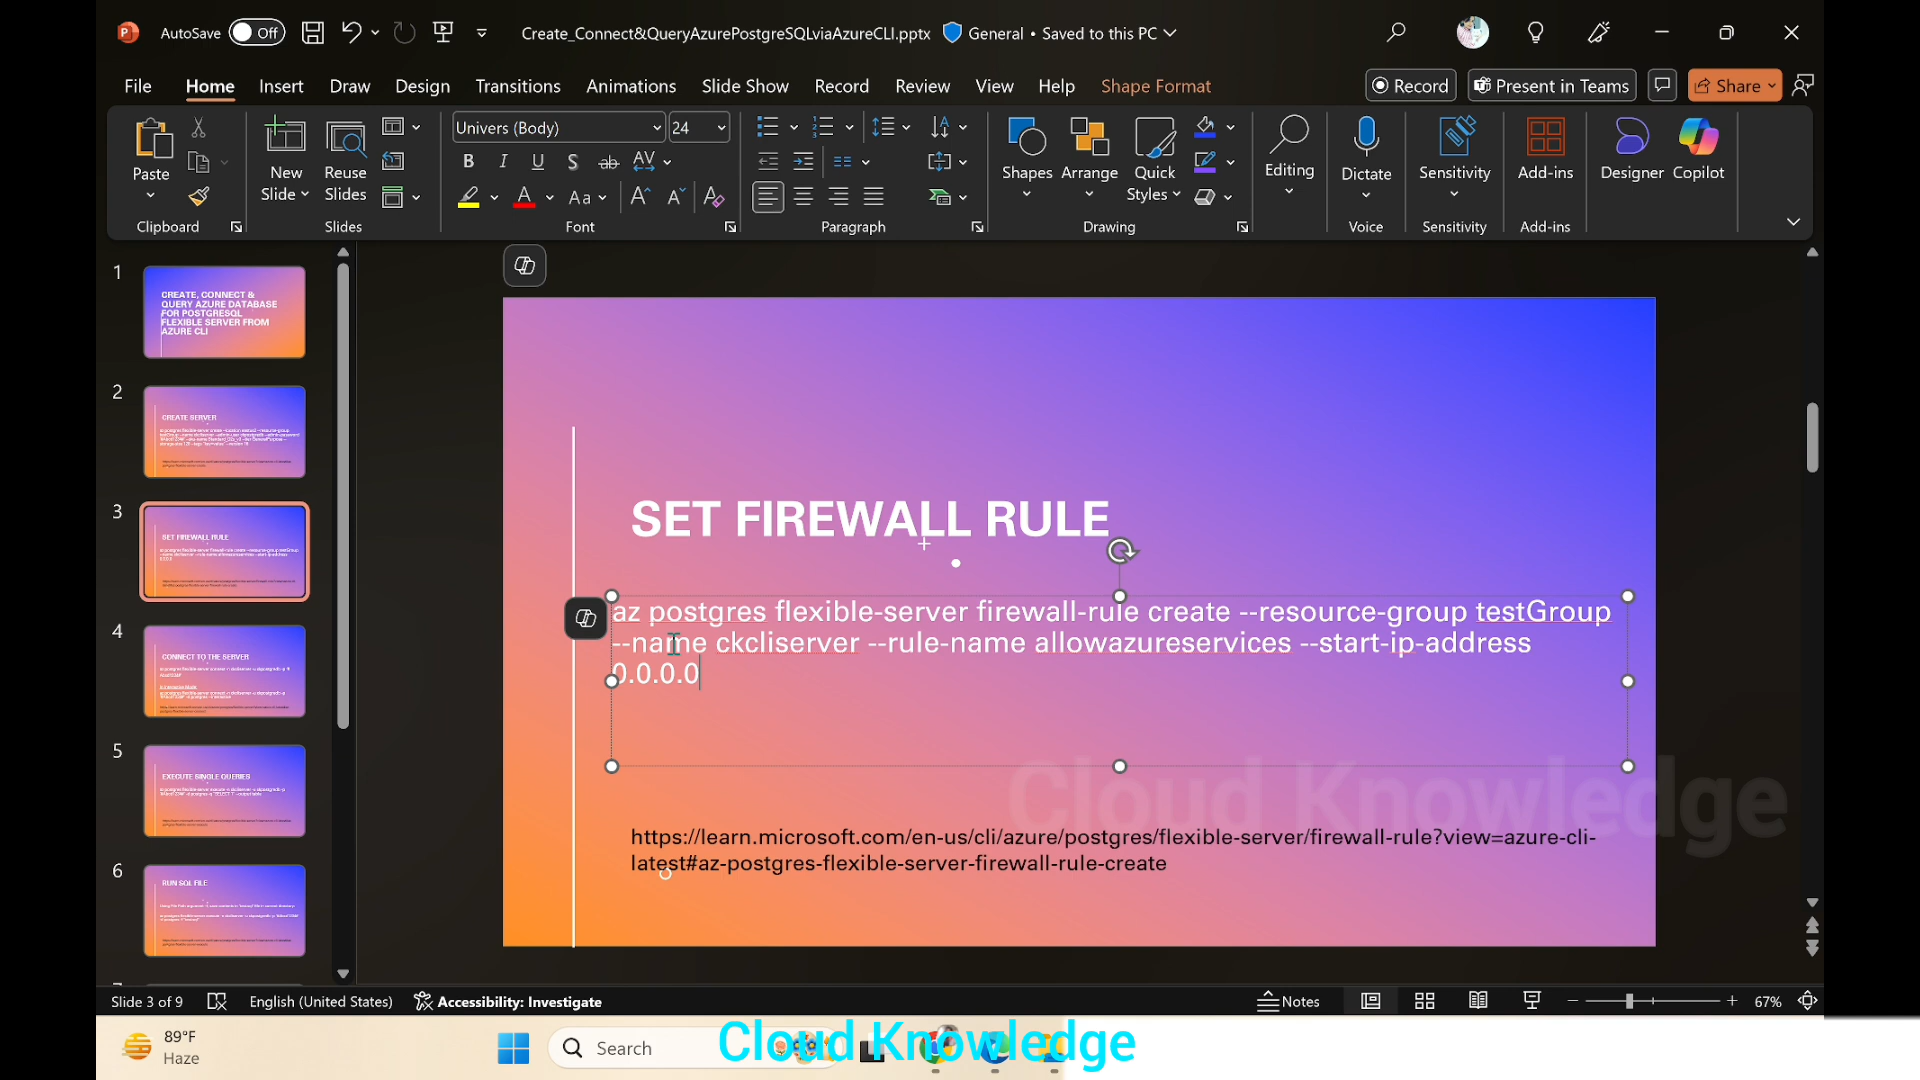 AutoSave Off Create_Connect&QueryAzurePostgreSQLviaAzureCLI.pptx General • Saved to this PC
File Home Insert Draw Design Transitions Animations Slide Show Record Review View Help Shape Format Record Present in Teams Share
Paste
New Slide
Reuse Slides
Univers (Body) 24
Shapes
Arrange
Quick Styles
Editing
Dictate
Sensitivity
Add-ins
Designer
Copilot
Clipboard Slides Font Paragraph Drawing Voice Sensitivity Add-ins
1
CREATE, CONNECT &
QUERY AZURE DATABASE
FOR POSTGRESQL
FLEXIBLE SERVER FROM
AZURE CLI
2
CREATE SERVER
3
SET FIREWALL RULE
4
CONNECT TO THE SERVER
5
EXECUTE SINGLE QUERIES
6
RUN SQL FILE
SET FIREWALL RULE
az postgres flexible-server firewall-rule create --resource-group testGroup
--name ckcliserver --rule-name allowazureservices --start-ip-address
0.0.0.0
Cloud Knowledge
https://learn.microsoft.com/en-us/cli/azure/postgres/flexible-server/firewall-rule?view=azure-cli-
latest#az-postgres-flexible-server-firewall-rule-create
Slide 3 of 9 English (United States) Accessibility: Investigate Notes 67%
89°F
Haze
Search
Cloud Knowledge